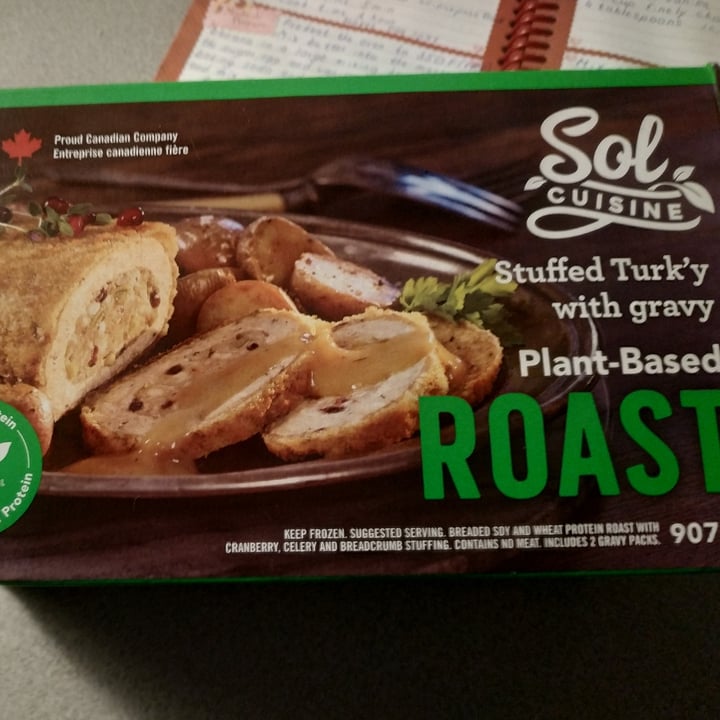 Proud Canadian Company
Entreprise canadienne fière
Sol
CUISINE
Stuffed Turk'y
with gravy
Plant-Based
ROAST
Protein
KEEP FROZEN. SUGGESTED SERVING. BREADED SOY AND WHEAT PROTEIN ROAST WITH
CRANBERRY, CELERY AND BREADCRUMB STUFFING. CONTAINS NO MEAT. INCLUDES 2 GRAVY PACKS.
907